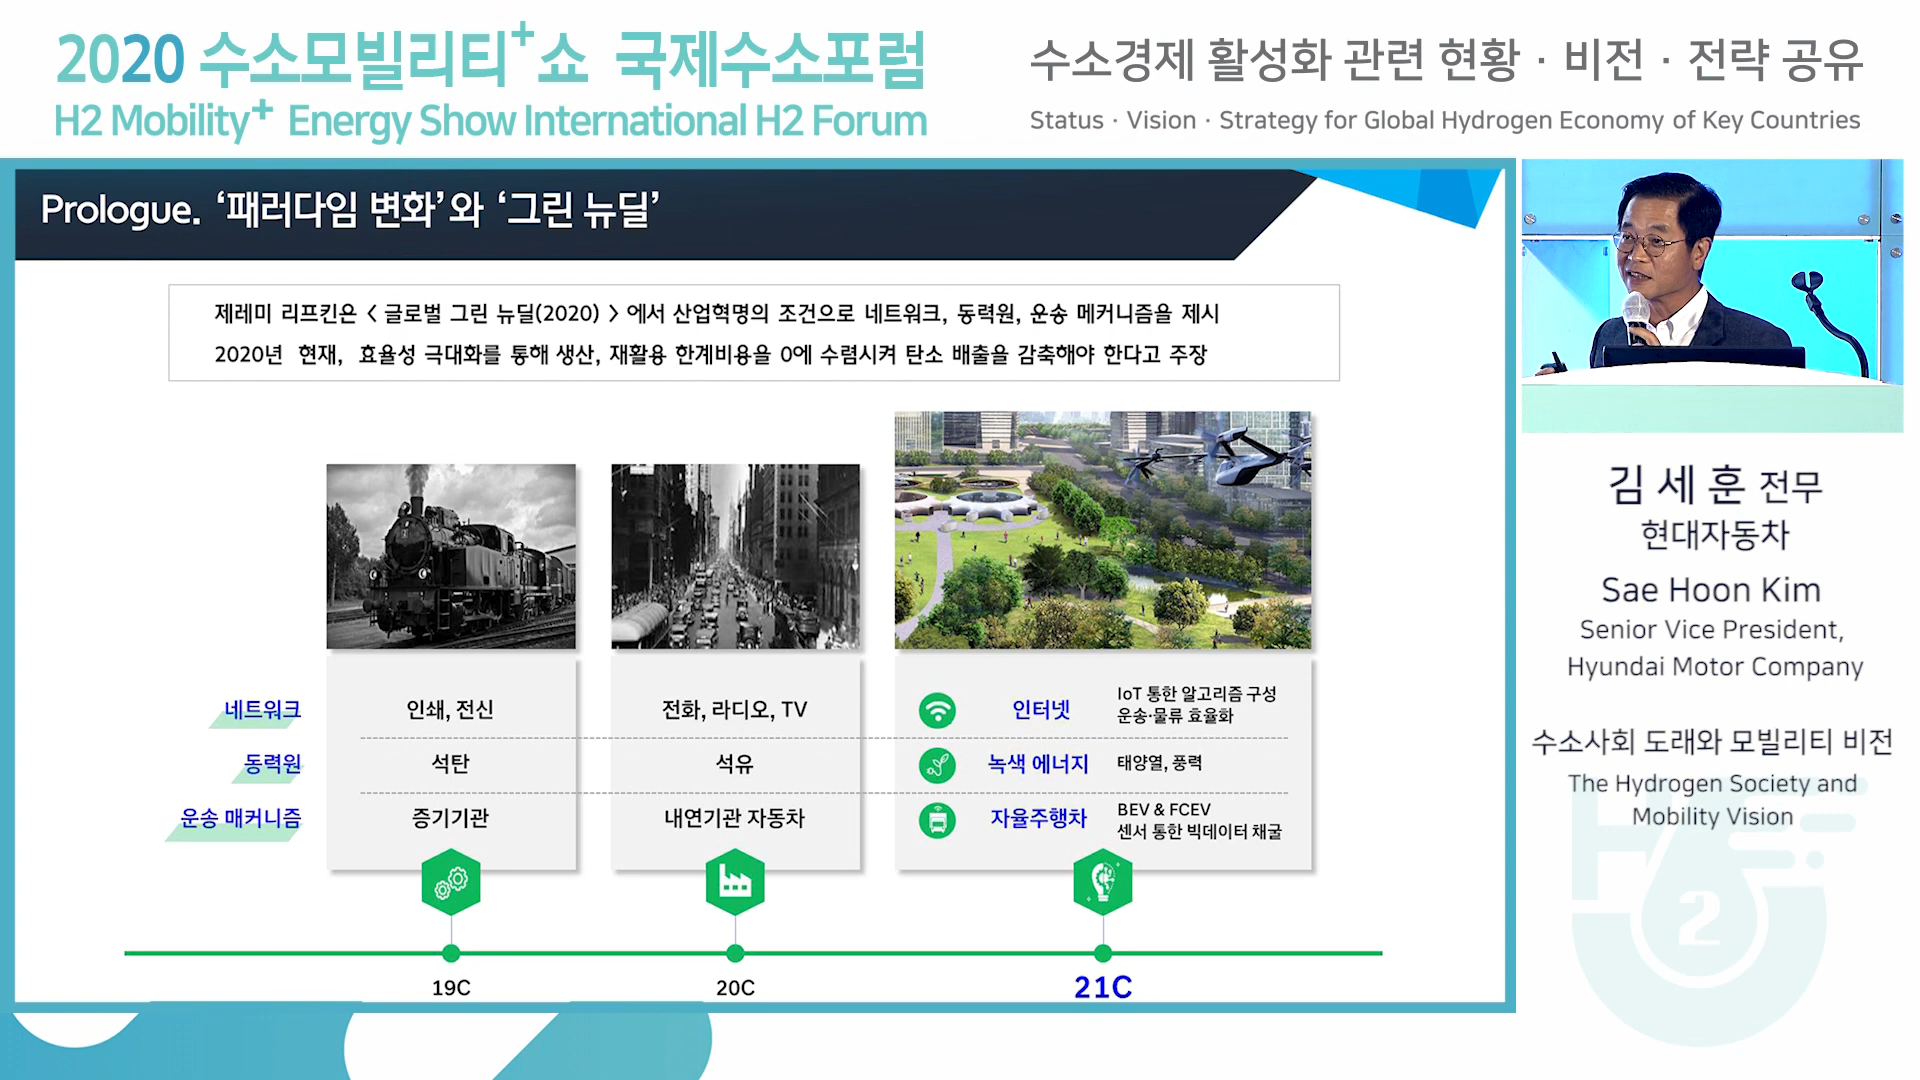 2020 수소모빌리티+쇼 국제수소포럼
H2 Mobility+ Energy Show International H2 Forum
수소경제 활성화 관련 현황 · 비전 · 전략 공유
Status · Vision · Strategy for Global Hydrogen Economy of Key Countries
Prologue. ‘패러다임 변화’와 ‘그린 뉴딜’
제레미 리프킨은 < 글로벌 그린 뉴딜(2020) > 에서 산업혁명의 조건으로 네트워크, 동력원, 운송 메커니즘을 제시
2020년 현재, 효율성 극대화를 통해 생산, 재활용 한계비용을 0에 수렴시켜 탄소 배출을 감축해야 한다고 주장
네트워크
인쇄, 전신
전화, 라디오, TV
인터넷
IoT 통한 알고리즘 구성
운송·물류 효율화
동력원
석탄
석유
녹색 에너지
태양열, 풍력
운송 매커니즘
증기기관
내연기관 자동차
자율주행차
BEV & FCEV
센서 통한 빅데이터 채굴
19C
20C
21C
김 세 훈 전무
현대자동차
Sae Hoon Kim
Senior Vice President,
Hyundai Motor Company
수소사회 도래와 모빌리티 비전
The Hydrogen Society and
Mobility Vision
H
2